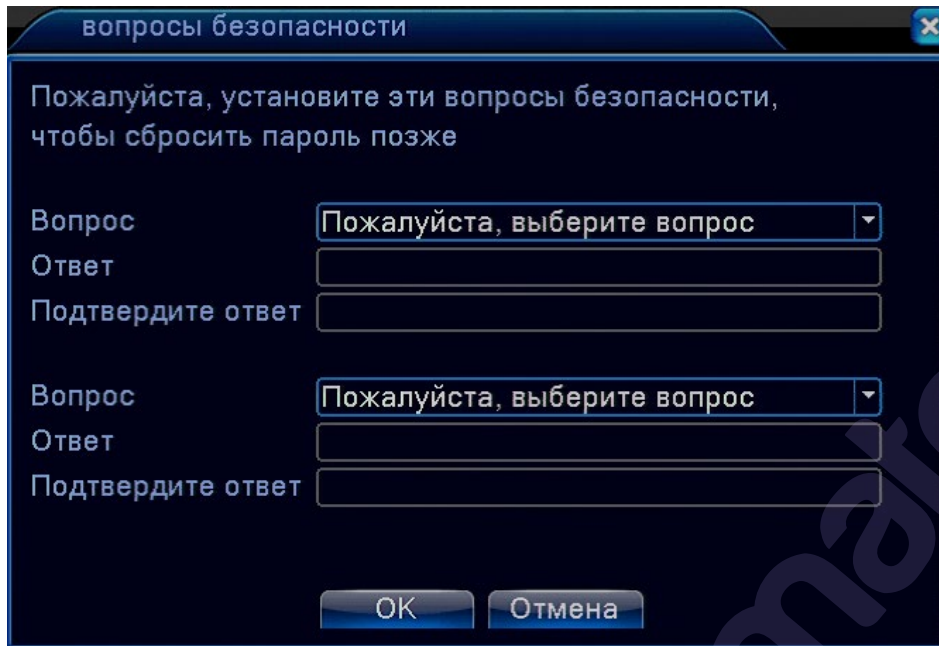 вопросы безопасности
Пожалуйста, установите эти вопросы безопасности,
чтобы сбросить пароль позже
Вопрос Пожалуйста, выберите вопрос
Ответ
Подтвердите ответ
Вопрос Пожалуйста, выберите вопрос
Ответ
Подтвердите ответ
OK Отмена